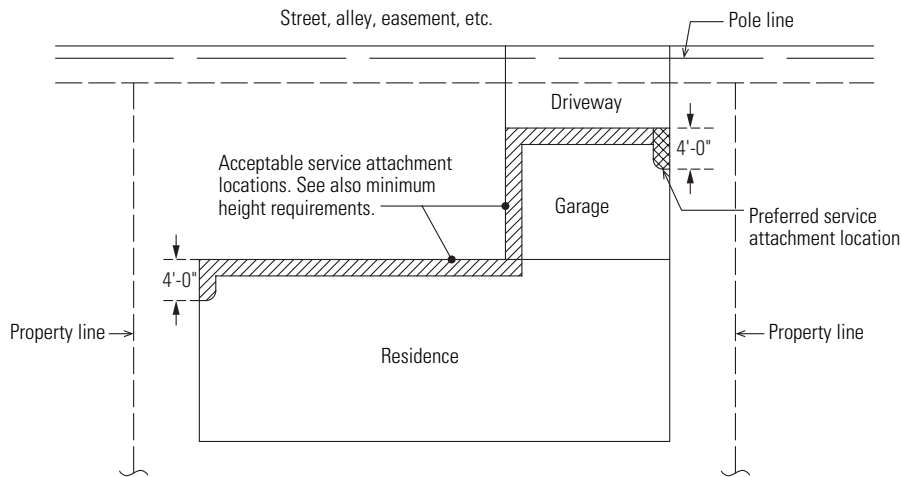 Street, alley, easement, etc.
Pole line
Driveway
4'-0"
Acceptable service attachment
locations. See also minimum
height requirements.
Garage
Preferred service
attachment location
4'-0"
Property line
Residence
Property line